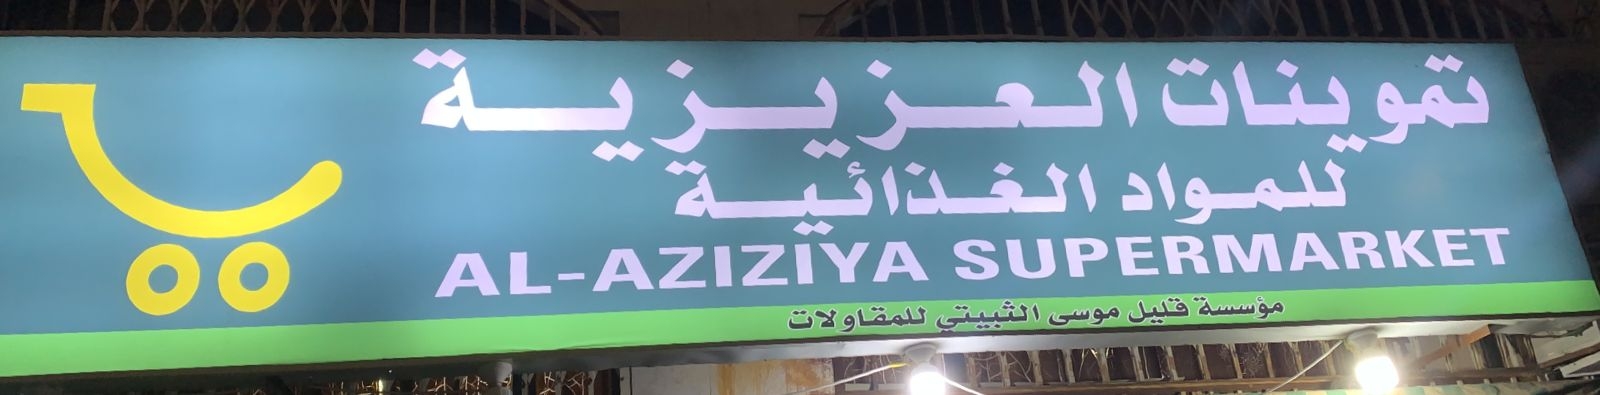 تموينات العزيزية
للمواد الغذائية
AL-AZIZIYA SUPERMARKET
مؤسسة قليل موسى الثبيتي للمقاولات